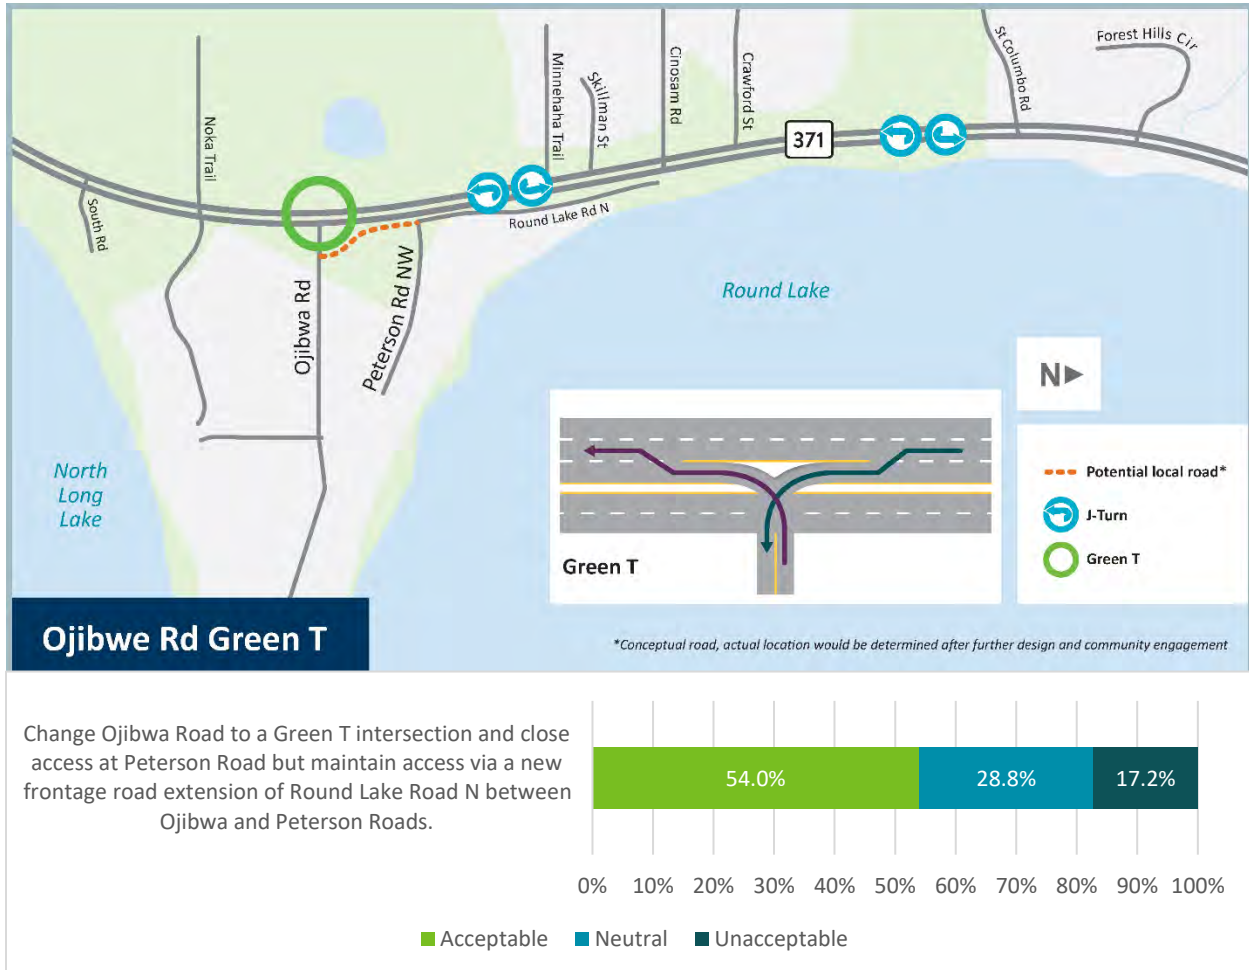 South Rd
Noka Trail
Ojibwa Rd
Peterson Rd NW
Minnehaha Trail
Skillman St
Cinosam Rd
Crawford St
371
St Columbo Rd
Forest Hills Cir
Round Lake Rd N
Round Lake
North
Long
Lake
N
Green T
Potential local road*
J-Turn
Green T
Ojibwe Rd Green T
*Conceptual road, actual location would be determined after further design and community engagement
Change Ojibwa Road to a Green T intersection and close
access at Peterson Road but maintain access via a new
frontage road extension of Round Lake Road N between
Ojibwa and Peterson Roads.
54.0% 28.8% 17.2%
0% 10% 20% 30% 40% 50% 60% 70% 80% 90% 100%
Acceptable Neutral Unacceptable